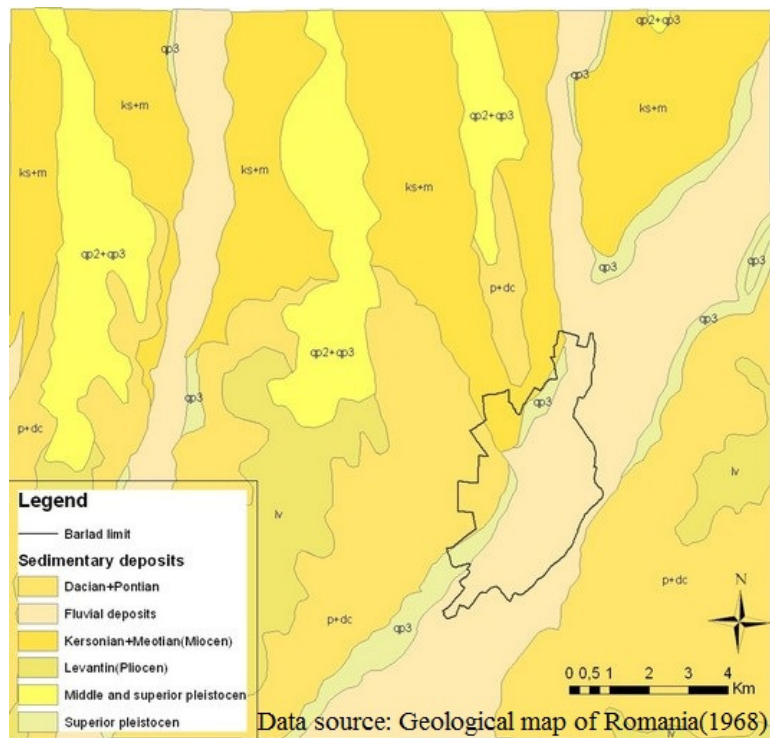 qp3
qp2+qp3
qp3
ks+m
qp2+qp3
ks+m
ks+m
ks+m
ks+m
qp2+qp3
qp3
qp3
p+dc
qp3
qp2+qp3
qp3
qp3
p+dc
lv
lv
Legend
Barlad limit
Sedimentary deposits
Dacian+Pontian
Fluvial deposits
Kersonian+Meotian(Miocen)
Levantin(Pliocen)
Middle and superior pleistocen
Superior pleistocen
p+dc
p+dc
qp3
N
0 0,5 1 2 3 4
Km
Data source: Geological map of Romania(1968)